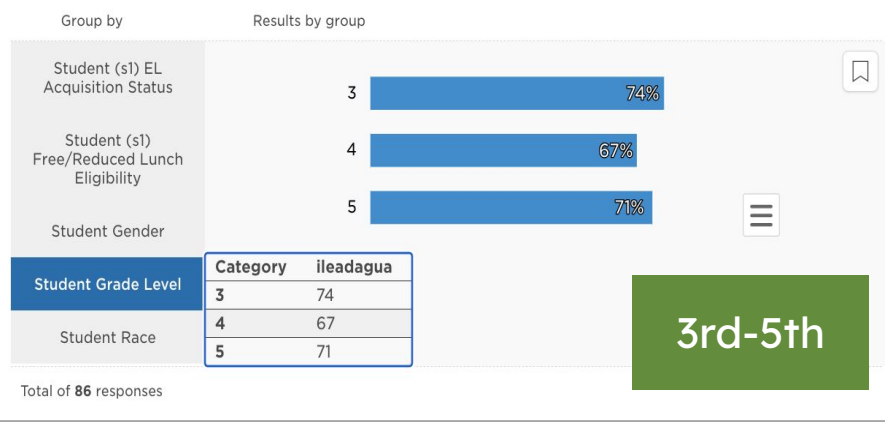 Group by
Results by group
Student (s1) EL
Acquisition Status
Student (s1)
Free/Reduced Lunch
Eligibility
Student Gender
Student Grade Level
Student Race
3 74%
4 67%
5 71%
Category ileadagua
3 74
4 67
5 71
3rd-5th
Total of 86 responses